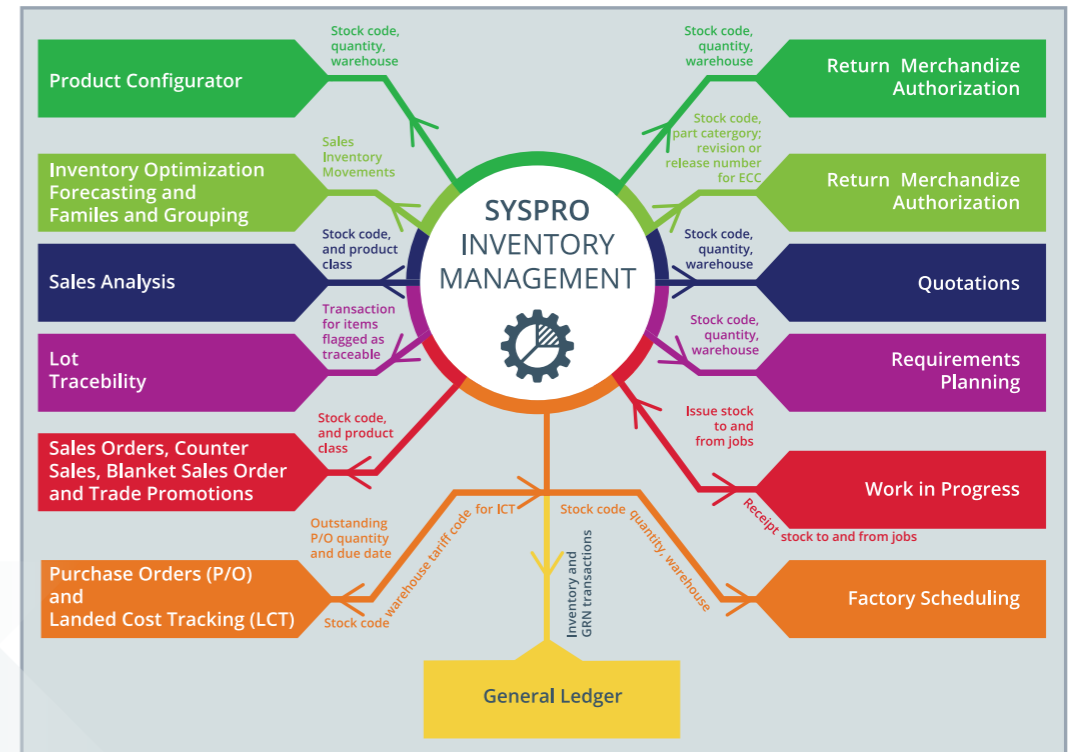 Stock code,
quantity,
warehouse
Product Configurator
Sales
Inventory
Movements
Inventory Optimization
Forecasting and
Familes and Grouping
Stock code,
and product
class
Sales Analysis
Transaction
for items
flagged as
traceable
Lot
Tracebility
Stock code,
and product
class
Sales Orders, Counter
Sales, Blanket Sales Order
and Trade Promotions
Outstanding
P/O quantity
and due date
Purchase Orders (P/O)
and
Landed Cost Tracking (LCT)
Stock code warehouse tariff code for ICT
SYSPRO
INVENTORY
MANAGEMENT
Stock code,
quantity,
warehouse
Return Merchandize
Authorization
Stock code,
part catergory;
revision or
release number
for ECC
Return Merchandize
Authorization
Stock code,
quantity,
warehouse
Quotations
Stock code,
quantity,
warehouse
Requirements
Planning
Issue stock
to and
from jobs
Work in Progress
Receipt stock to and from jobs
Stock code quantity, warehouse
Factory Scheduling
Inventory and
GRN transactions
General Ledger